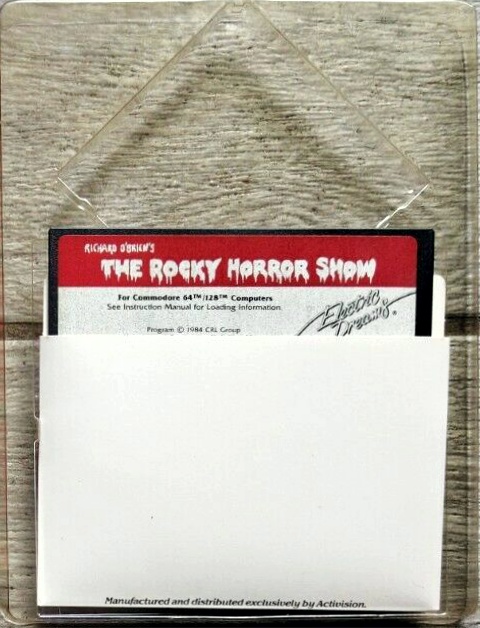 RICHARD O'BRIEN'S
THE ROCKY HORROR SHOW
For Commodore 64™/128™ Computers
See Instruction Manual for Loading Information
Program © 1984 CRL Group
Electric Dreams®
Manufactured and distributed exclusively by Activision.